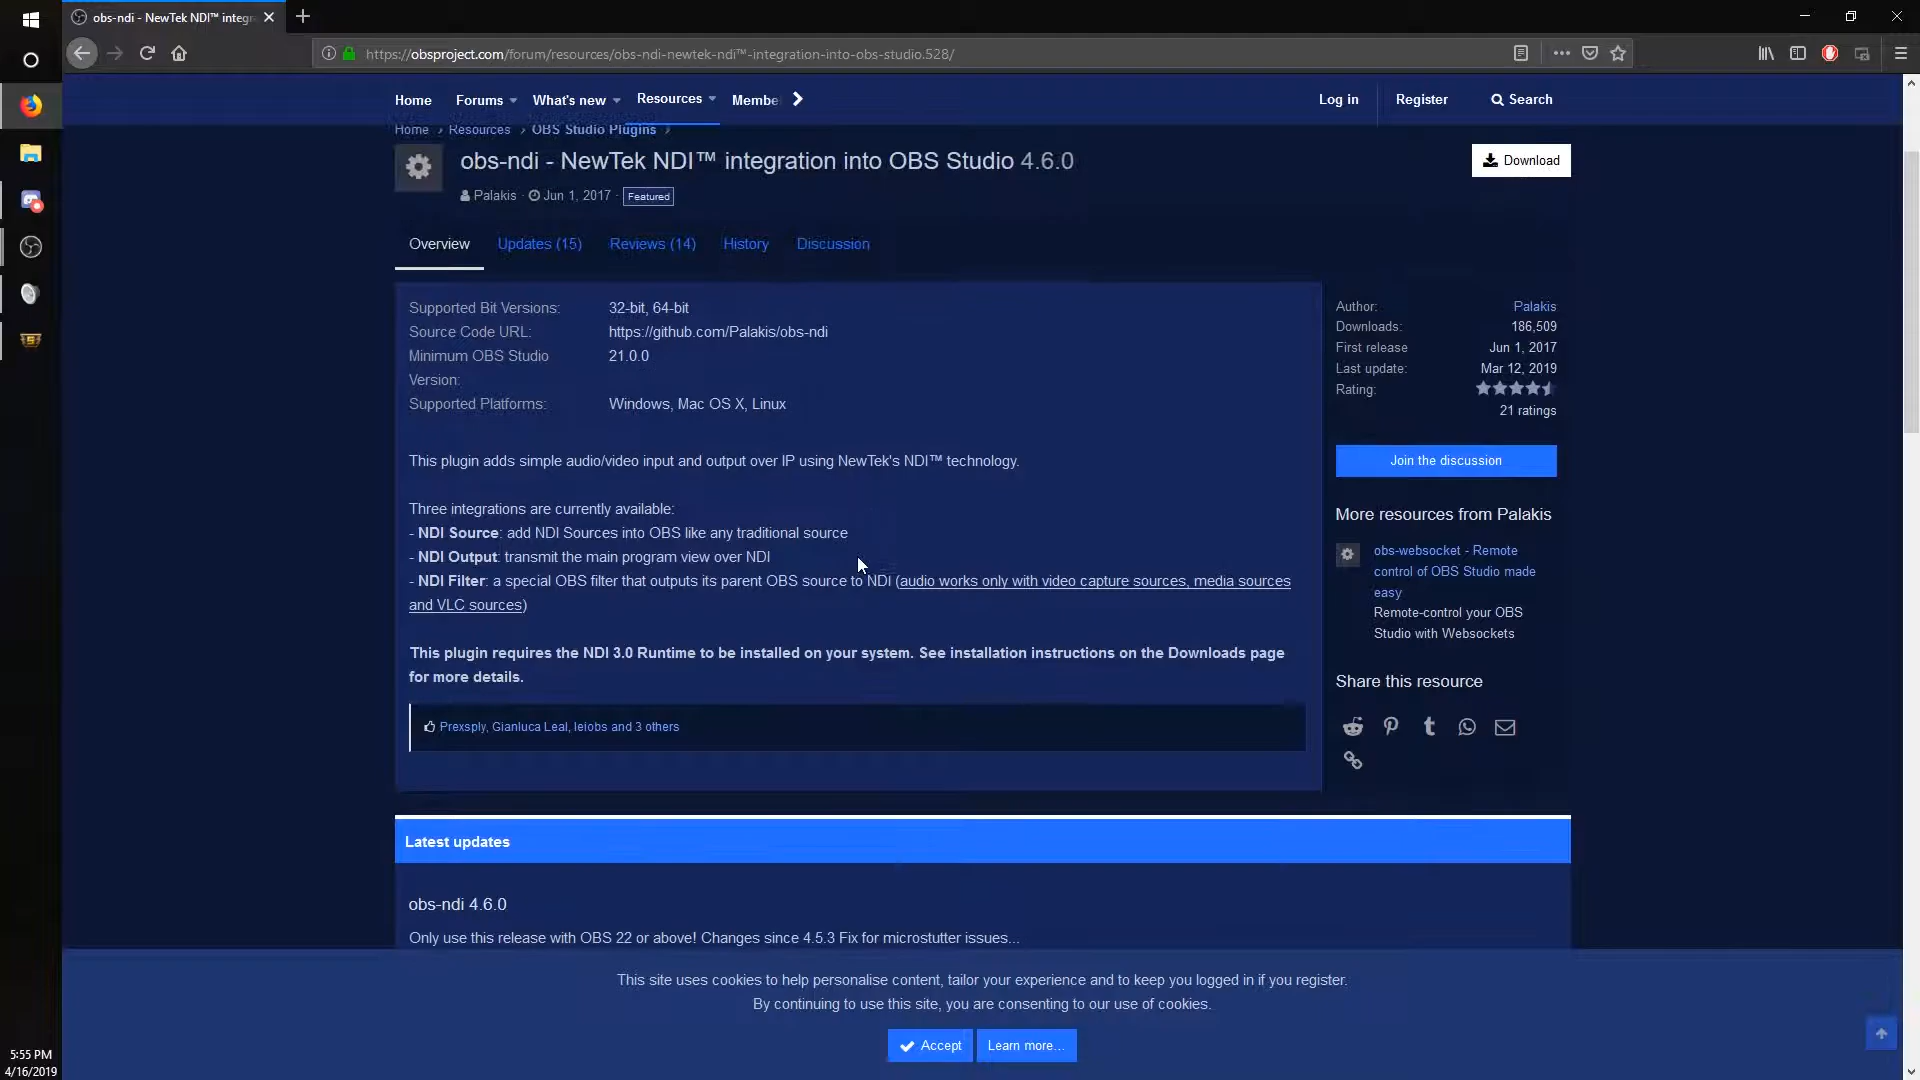 obs-ndi - NewTek NDI™ integr
https://obsproject.com/forum/resources/obs-ndi-newtek-ndi™-integration-into-obs-studio.528/
Home Forums What's new Resources Membe Log in Register Search
Home › Resources › OBS Studio Plugins ›
obs-ndi - NewTek NDI™ integration into OBS Studio 4.6.0
Download
Palakis · Jun 1, 2017 · Featured
Overview Updates (15) Reviews (14) History Discussion
Supported Bit Versions: 32-bit, 64-bit
Source Code URL: https://github.com/Palakis/obs-ndi
Minimum OBS Studio 21.0.0
Version:
Supported Platforms: Windows, Mac OS X, Linux
This plugin adds simple audio/video input and output over IP using NewTek's NDI™ technology.
Three integrations are currently available:
- NDI Source: add NDI Sources into OBS like any traditional source
- NDI Output: transmit the main program view over NDI
- NDI Filter: a special OBS filter that outputs its parent OBS source to NDI (audio works only with video capture sources, media sources
and VLC sources)
This plugin requires the NDI 3.0 Runtime to be installed on your system. See installation instructions on the Downloads page
for more details.
Prexsply, Gianluca Leal, leiobs and 3 others
Author: Palakis
Downloads: 186,509
First release Jun 1, 2017
Last update: Mar 12, 2019
Rating:
21 ratings
Join the discussion
More resources from Palakis
obs-websocket - Remote
control of OBS Studio made
easy
Remote-control your OBS
Studio with Websockets
Share this resource
Latest updates
obs-ndi 4.6.0
Only use this release with OBS 22 or above! Changes since 4.5.3 Fix for microstutter issues...
This site uses cookies to help personalise content, tailor your experience and to keep you logged in if you register.
By continuing to use this site, you are consenting to our use of cookies.
Accept Learn more…
5:55 PM
4/16/2019